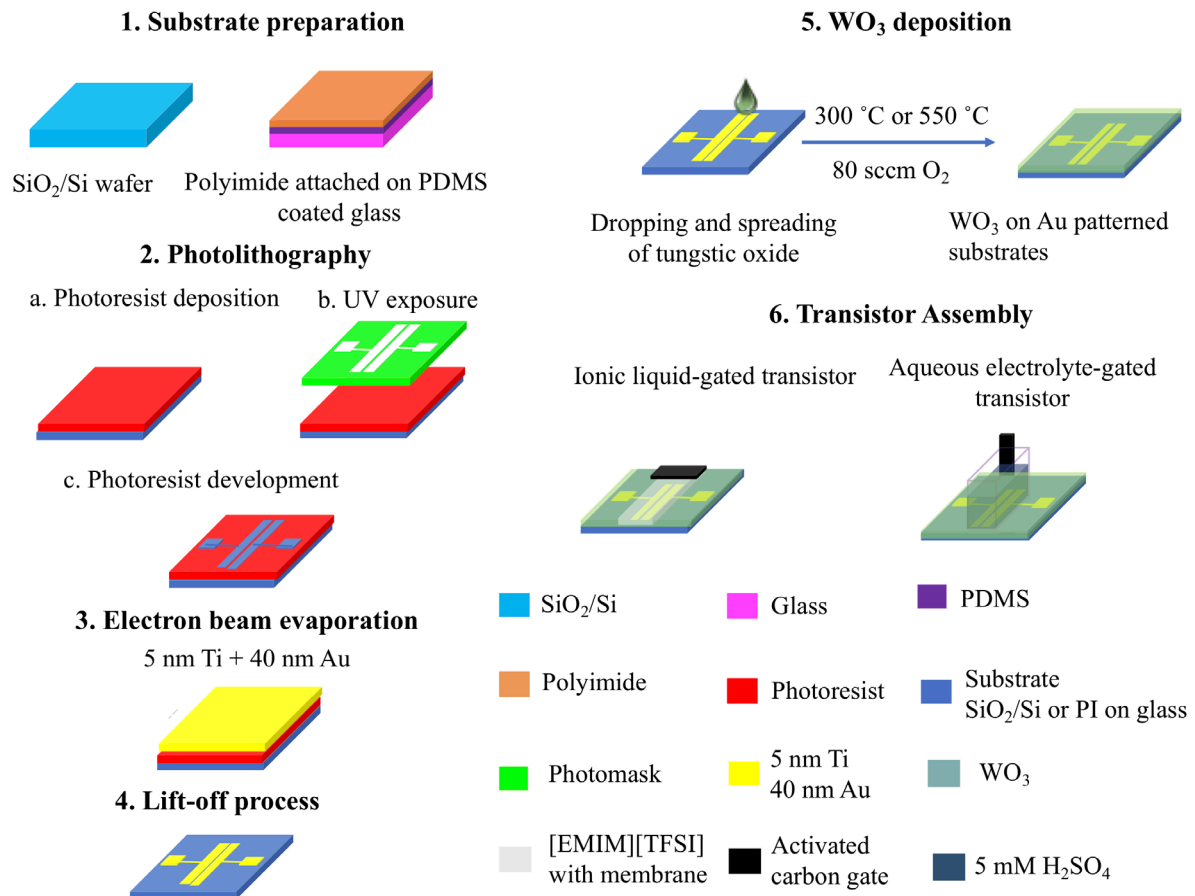 1. Substrate preparation
SiO₂/Si wafer
Polyimide attached on PDMS
coated glass
2. Photolithography
a. Photoresist deposition
b. UV exposure
c. Photoresist development
3. Electron beam evaporation
5 nm Ti + 40 nm Au
4. Lift-off process
5. WO₃ deposition
300 ˚C or 550 ˚C
80 sccm O₂
Dropping and spreading
of tungstic oxide
WO₃ on Au patterned
substrates
6. Transistor Assembly
Ionic liquid-gated transistor
Aqueous electrolyte-gated
transistor
SiO₂/Si
Glass
PDMS
Polyimide
Photoresist
Substrate
SiO₂/Si or PI on glass
Photomask
5 nm Ti
40 nm Au
WO₃
[EMIM][TFSI]
with membrane
Activated
carbon gate
5 mM H₂SO₄